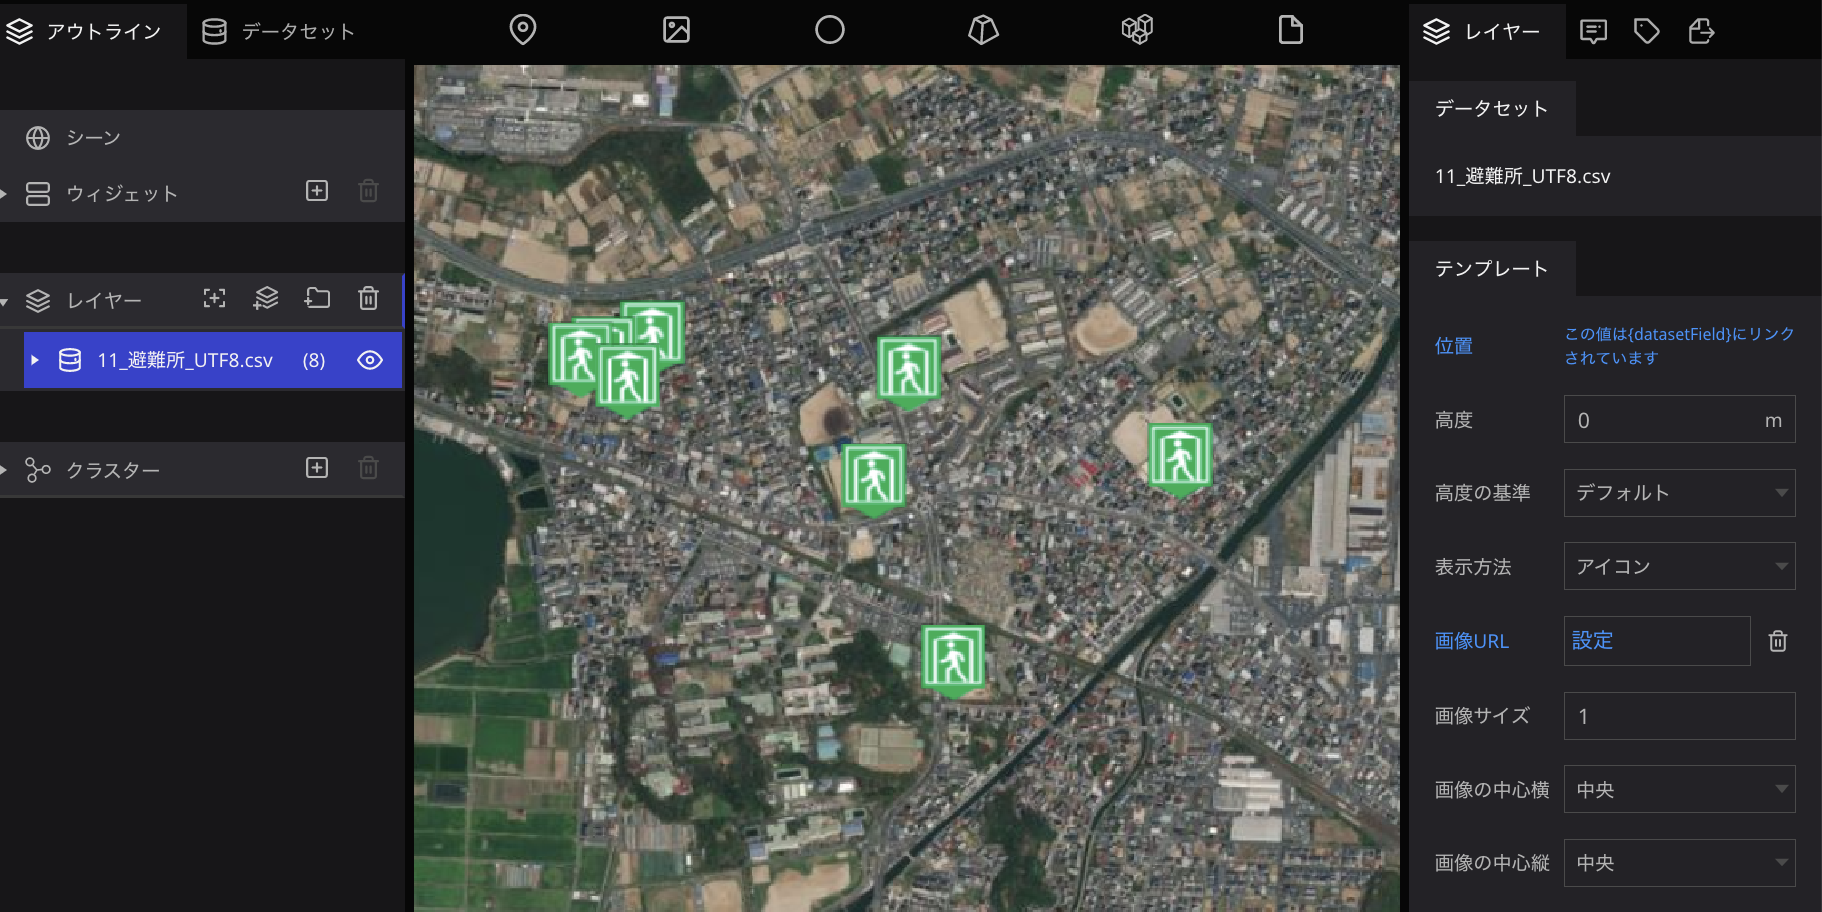 アウトライン
データセット
シーン
ウィジェット
レイヤー
11_避難所_UTF8.csv (8)
クラスター
レイヤー
データセット
11_避難所_UTF8.csv
テンプレート
位置 この値は{datasetField}にリンク
されています
高度 0 m
高度の基準 デフォルト
表示方法 アイコン
画像URL 設定
画像サイズ 1
画像の中心横 中央
画像の中心縦 中央